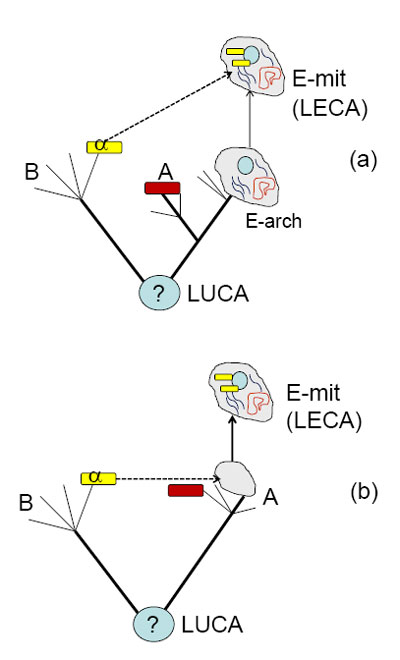 E-mit
(LECA)
α
(a)
B
A
E-arch
?
LUCA
E-mit
(LECA)
α
(b)
B
A
?
LUCA